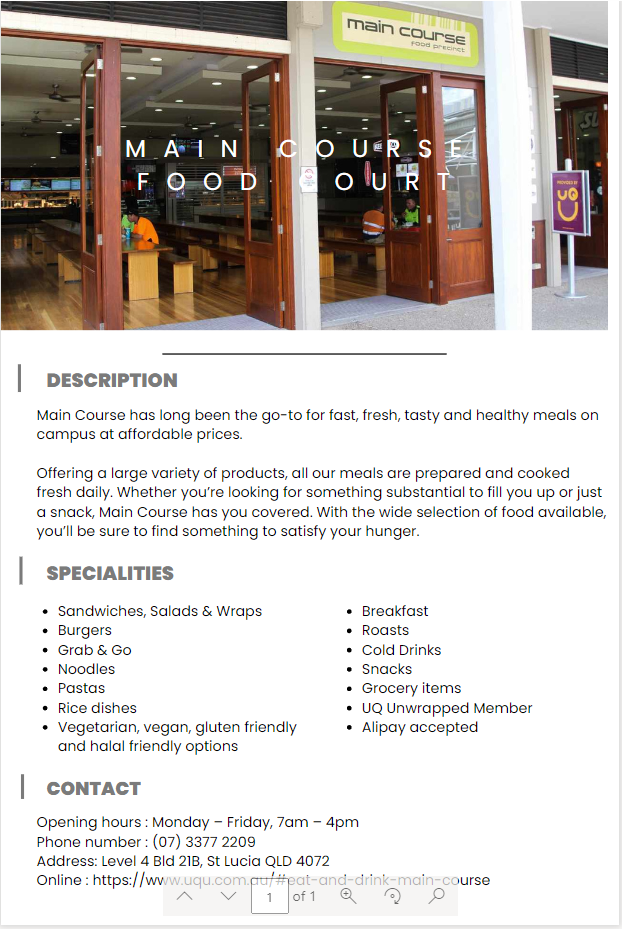 main course
food precinct
MAIN COURSE
FOOD COURT
PROVIDED BY
UQ
DESCRIPTION
Main Course has long been the go-to for fast, fresh, tasty and healthy meals on
campus at affordable prices.
Offering a large variety of products, all our meals are prepared and cooked
fresh daily. Whether you’re looking for something substantial to fill you up or just
a snack, Main Course has you covered. With the wide selection of food available,
you’ll be sure to find something to satisfy your hunger.
SPECIALITIES
Sandwiches, Salads & Wraps
Burgers
Grab & Go
Noodles
Pastas
Rice dishes
Vegetarian, vegan, gluten friendly
and halal friendly options
Breakfast
Roasts
Cold Drinks
Snacks
Grocery items
UQ Unwrapped Member
Alipay accepted
CONTACT
Opening hours : Monday – Friday, 7am – 4pm
Phone number : (07) 3377 2209
Address: Level 4 Bld 21B, St Lucia QLD 4072
Online : https://www.uqu.com.au/#eat-and-drink-main-course
1 of 1